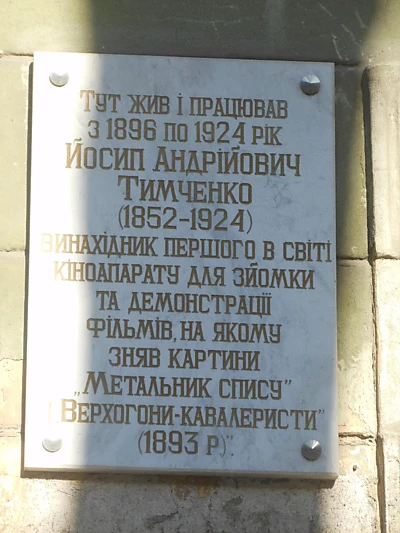 Тут жив і працював
з 1896 по 1924 рік
Йосип Андрійович
Тимченко
(1852-1924)
винахідник першого в світі
кіноапарату для зйомки
та демонстрації
фільмів, на якому
зняв картини
„Метальник спису”
і „Верхогони-кавалеристи”
(1893 р).